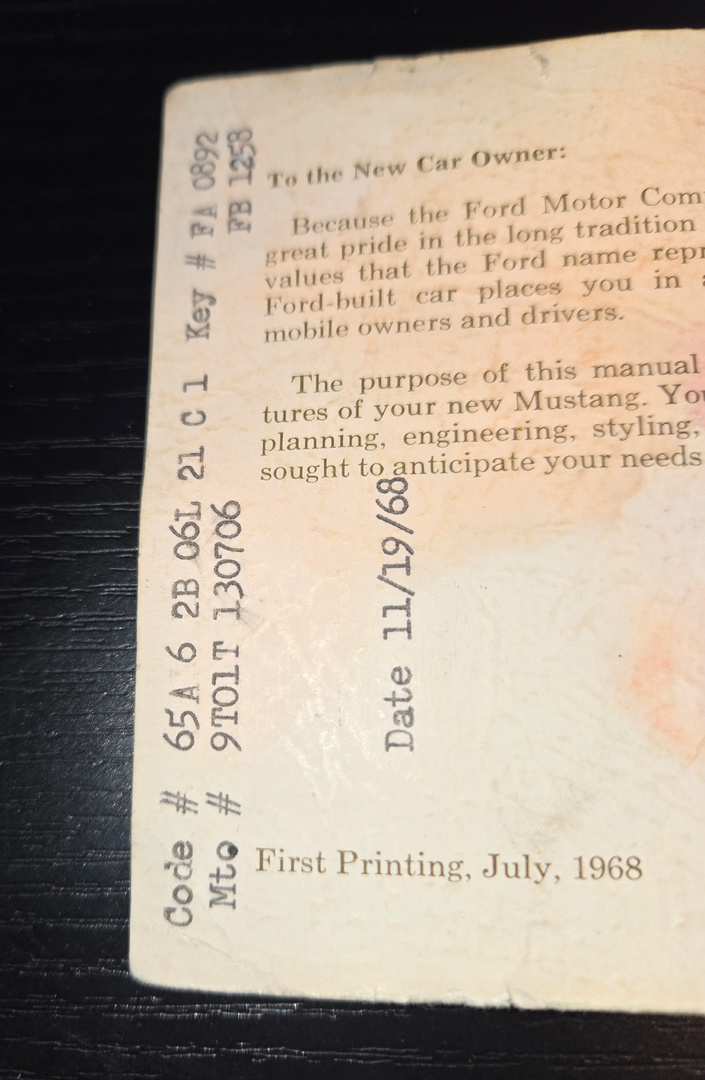 To the New Car Owner:
Because the Ford Motor Com
great pride in the long tradition
values that the Ford name repr
Ford-built car places you in a
mobile owners and drivers.
The purpose of this manual
tures of your new Mustang. You
planning, engineering, styling,
sought to anticipate your needs
First Printing, July, 1968
Code # 65A 6 2B 06L 21 C 1 Key # FA 0892
Mto # 9T01T 130706 FB 1258
Date 11/19/68